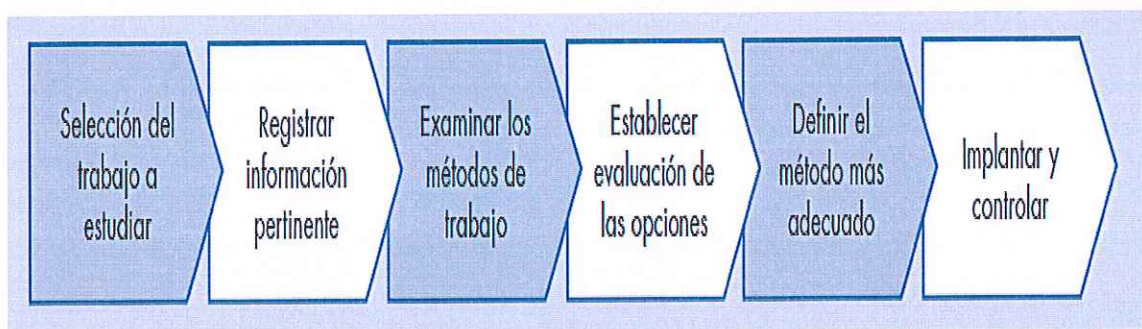 Selección del
trabajo a
estudiar
Registrar
información
pertinente
Examinar los
métodos de
trabajo
Establecer
evaluación de
las opciones
Definir el
método más
adecuado
Implantar y
controlar